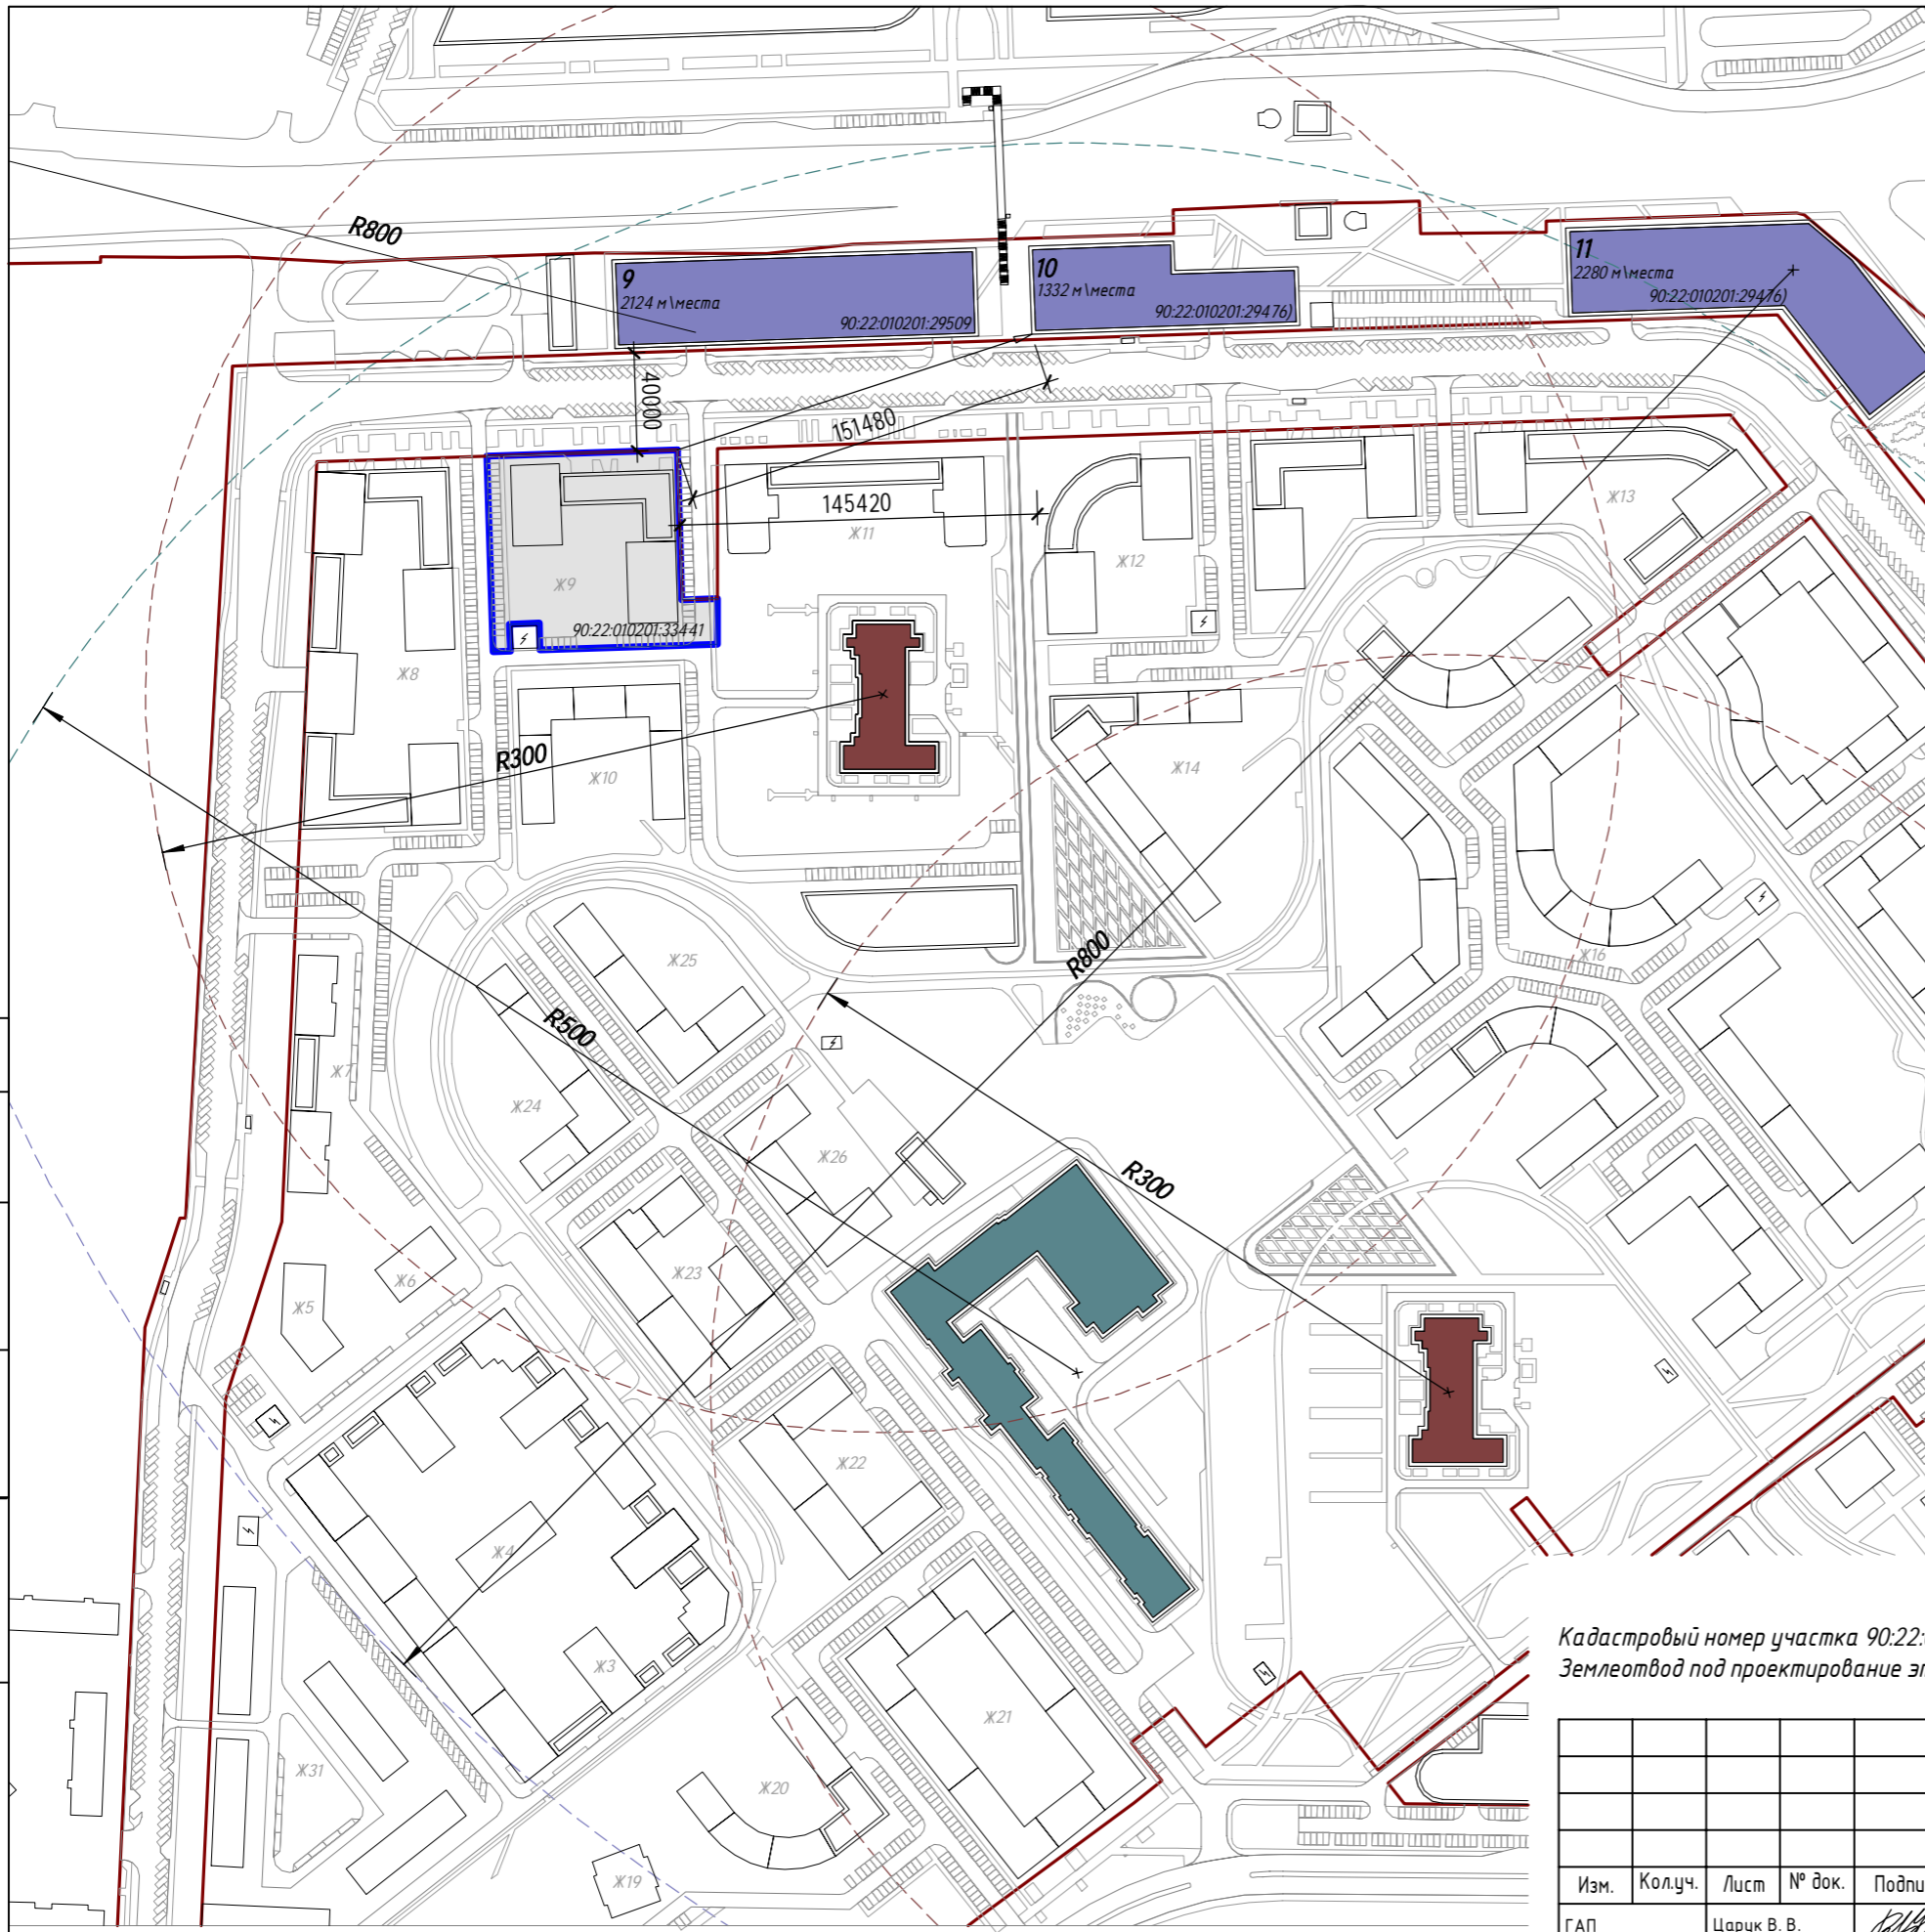 R800
9
2124 м\места
90:22:010201:29509
10
1332 м\места
90:22:010201:29476)
11
2280 м\места
90:22:010201:29476)
40000
151480
145420
Ж11
Ж12
Ж13
Ж9
90:22:010201:33441
Ж8
R300
Ж10
Ж14
R800
Ж25
Ж16
R500
Ж7
Ж24
Ж26
R300
Ж23
Ж6
Ж5
Ж22
Ж4
Ж3
Ж21
Ж31
Ж20
Ж19
Кадастровый номер участка 90:22:
Землеотвод под проектирование
Изм. Кол.уч. Лист № док.
ГАП Царик В. В.